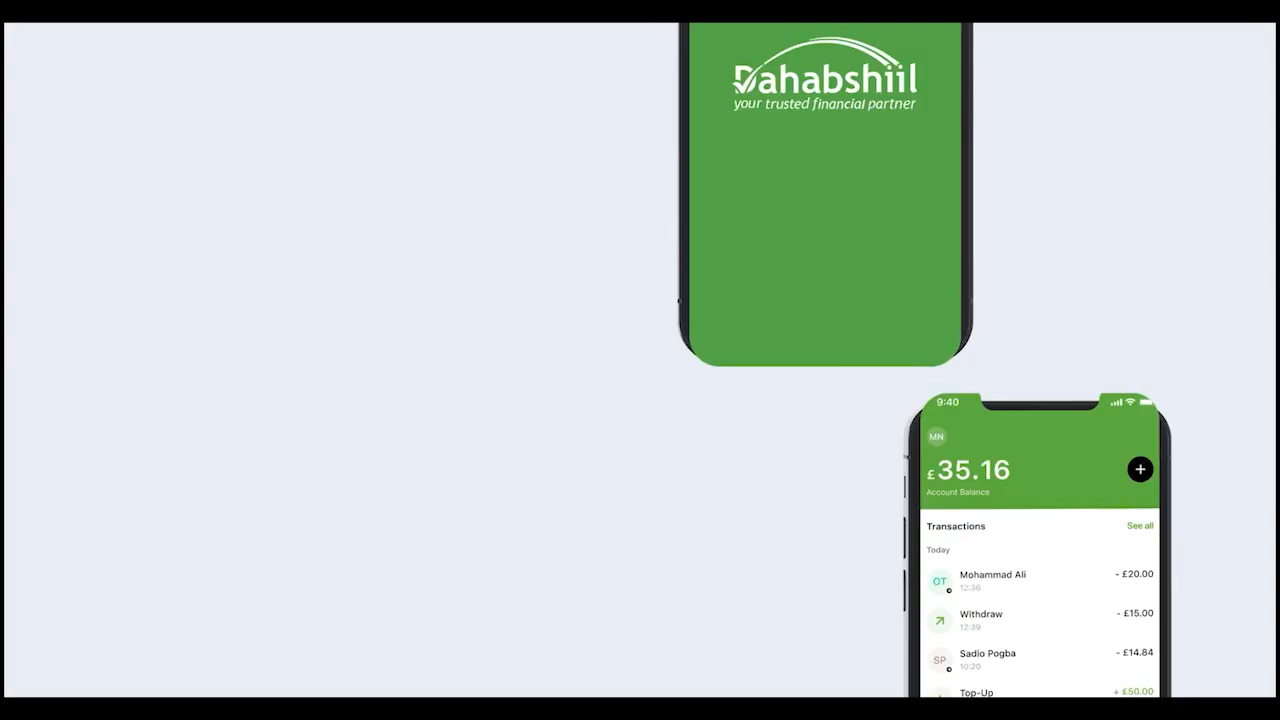 Dahabshiil
your trusted financial partner
9:40
MN
£35.16
Account Balance
Transactions See all
Today
OT Mohammad Ali - £20.00
12:36
Withdraw - £15.00
12:39
SP Sadio Pogba - £14.84
10:20
Top-Up + £50.00